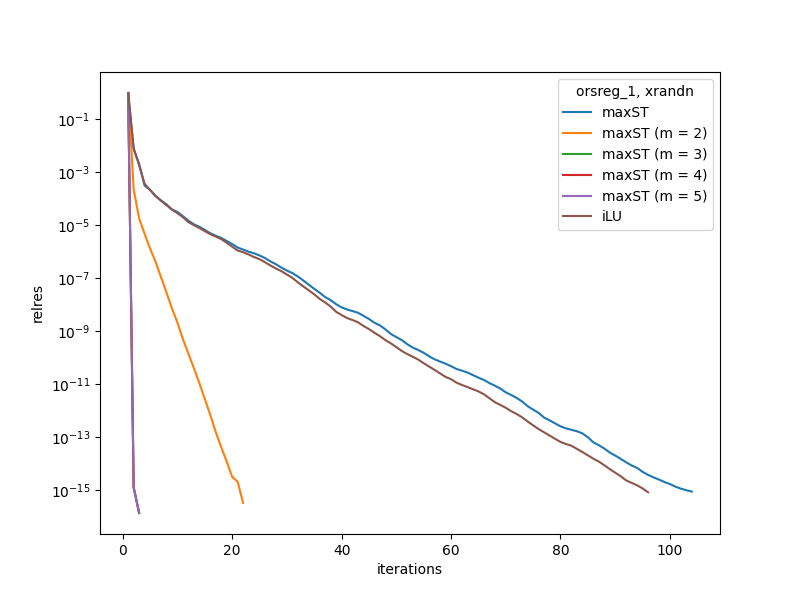 orsreg_1, xrandn
maxST
maxST (m = 2)
maxST (m = 3)
maxST (m = 4)
maxST (m = 5)
iLU
10⁻¹
10⁻³
10⁻⁵
10⁻⁷
10⁻⁹
10⁻¹¹
10⁻¹³
10⁻¹⁵
relres
0 20 40 60 80 100
iterations